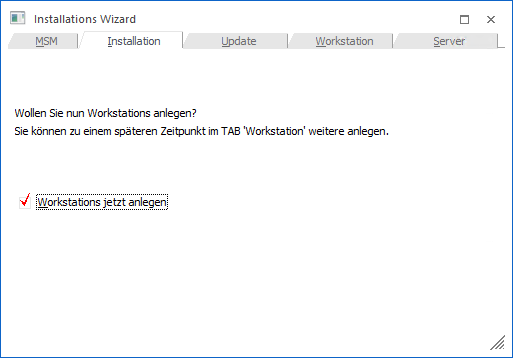 Installations Wizard
MSM Installation Update Workstation Server
Wollen Sie nun Workstations anlegen?
Sie können zu einem späteren Zeitpunkt im TAB 'Workstation' weitere anlegen.
Workstations jetzt anlegen